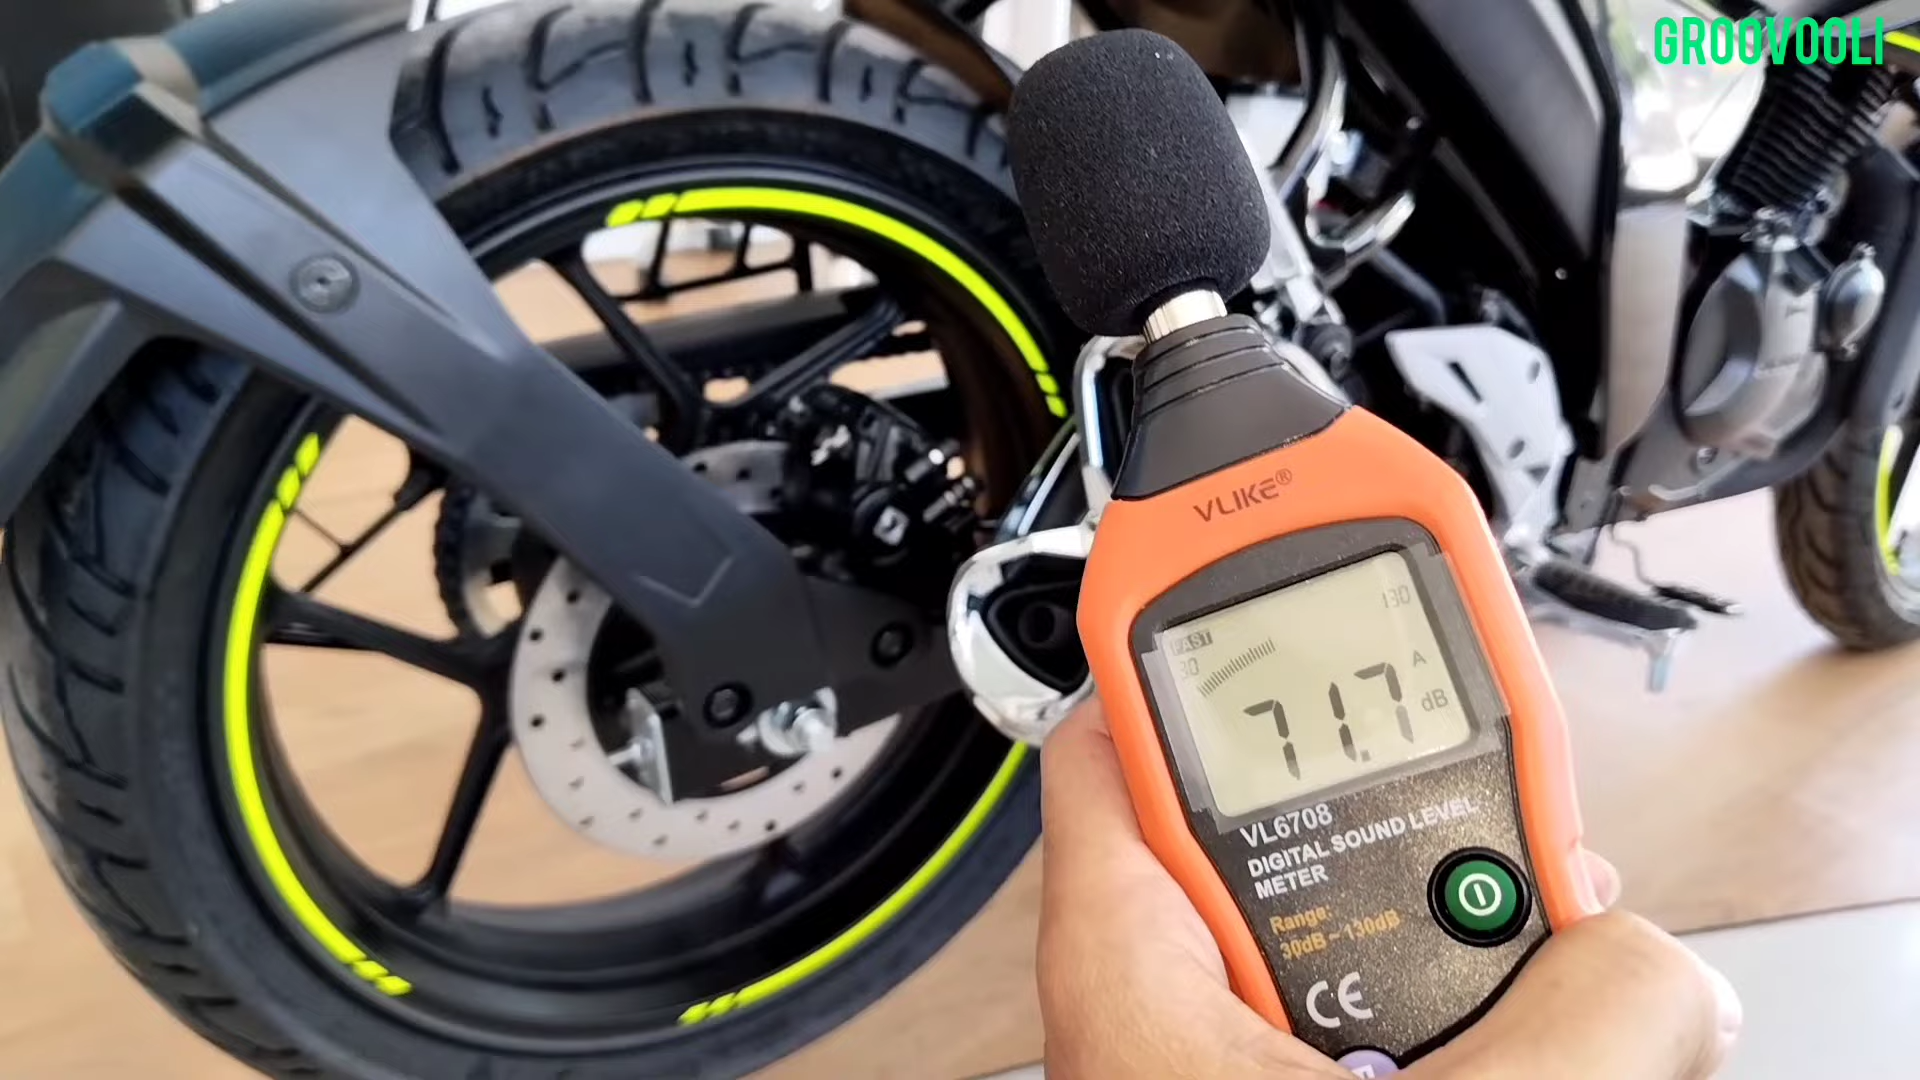 GROOVOOLI
VLIKE®
130
FAST
30
A
71.7
dB
VL6708
DIGITAL SOUND LEVEL
METER
Range:
30dB ~ 130dB
CE